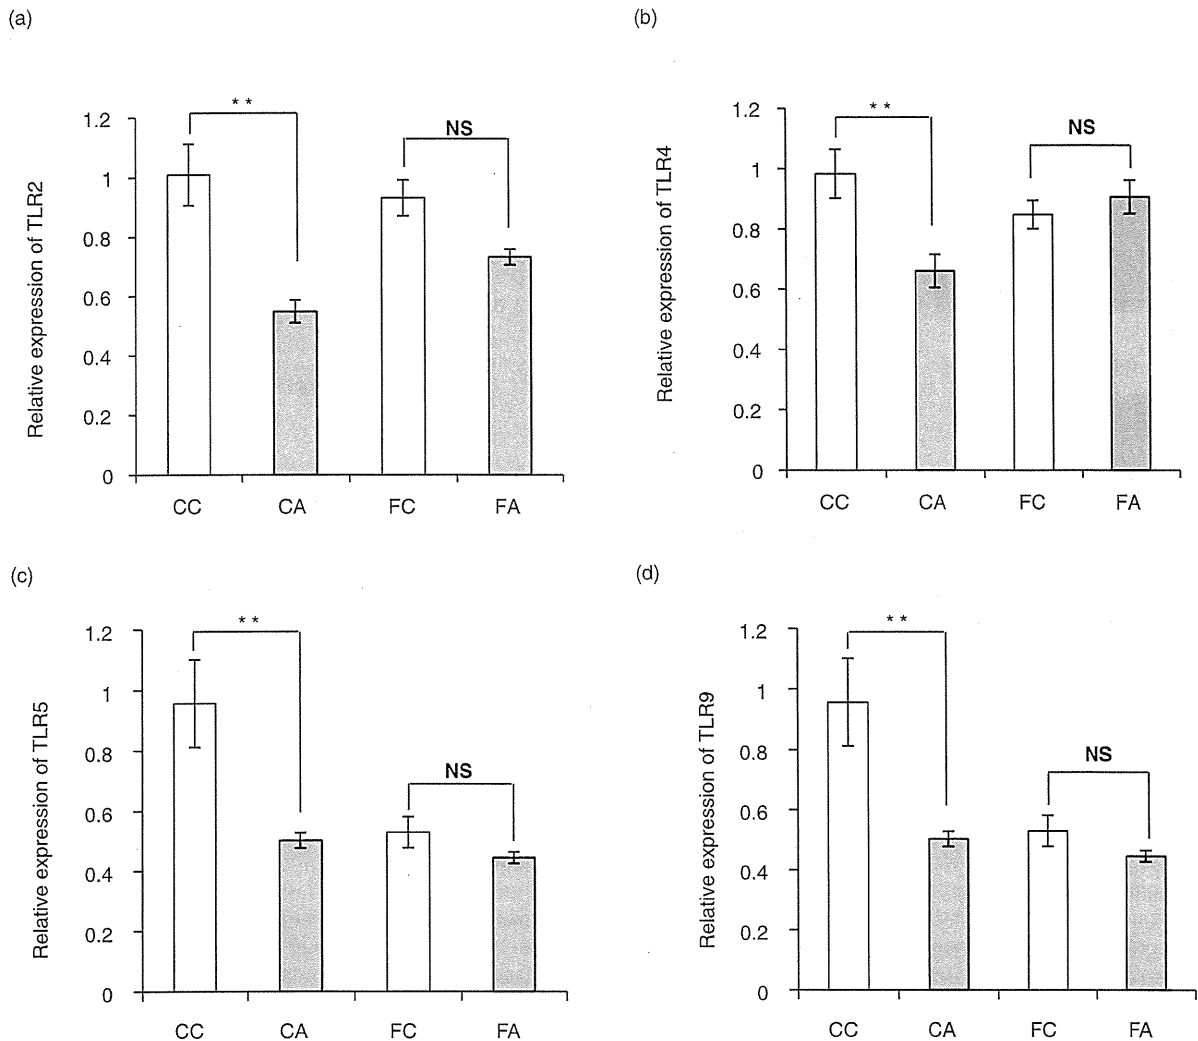 (a)
* *
NS
1.2
1
0.8
0.6
0.4
0.2
0
Relative expression of TLR2
CC CA FC FA
(b)
* *
NS
1.2
1
0.8
0.6
0.4
0.2
0
Relative expression of TLR4
CC CA FC FA
(c)
* *
NS
1.2
1
0.8
0.6
0.4
0.2
0
Relative expression of TLR5
CC CA FC FA
(d)
* *
NS
1.2
1
0.8
0.6
0.4
0.2
0
Relative expression of TLR9
CC CA FC FA